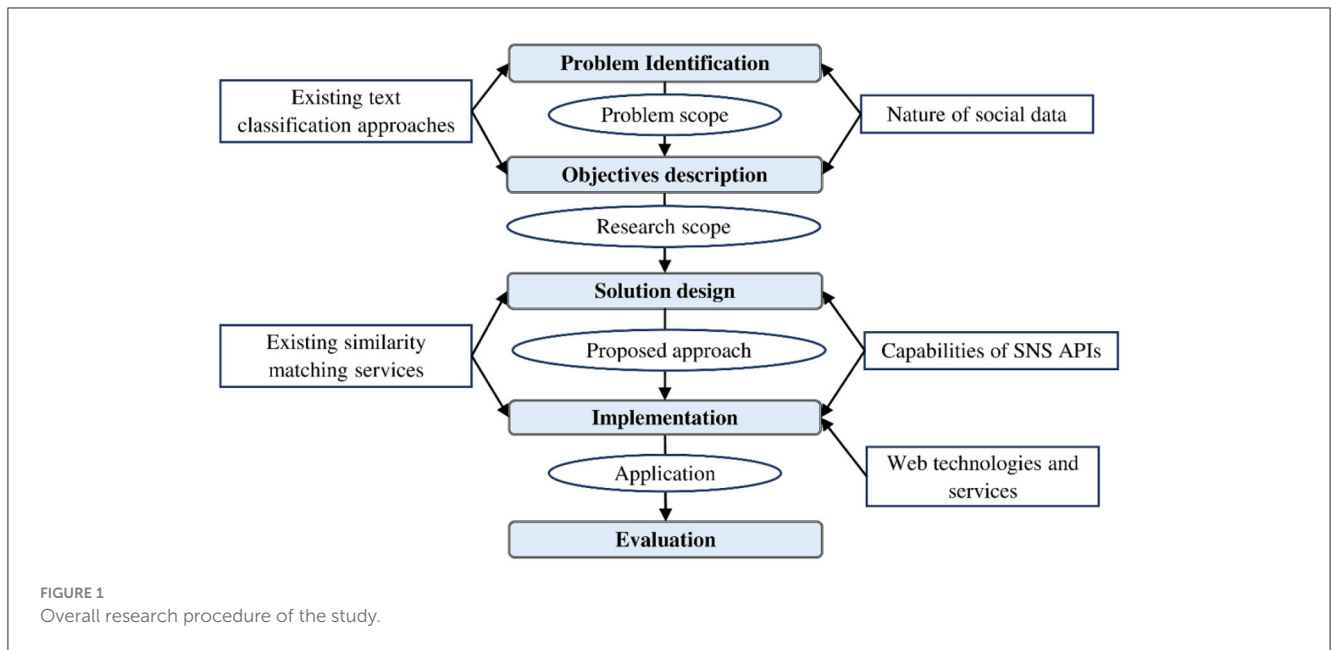 Problem Identification
Existing text
classification approaches
Problem scope
Nature of social data
Objectives description
Research scope
Solution design
Existing similarity
matching services
Proposed approach
Capabilities of SNS APIs
Implementation
Application
Web technologies and
services
Evaluation
FIGURE 1
Overall research procedure of the study.